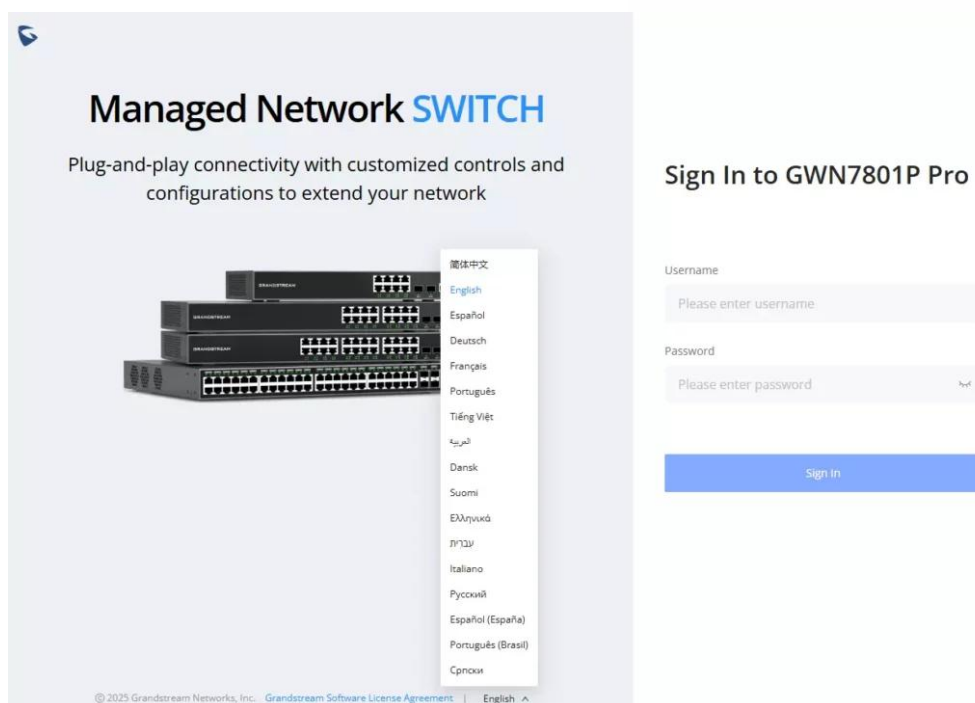 Managed Network SWITCH
Plug-and-play connectivity with customized controls and
configurations to extend your network
GRANDSTREAM
GRANDSTREAM
GRANDSTREAM
简体中文
English
Español
Deutsch
Français
Português
Tiếng Việt
العربية
Dansk
Suomi
Ελληνικά
עברית
Italiano
Русский
Español (España)
Português (Brasil)
Српски
© 2025 Grandstream Networks, Inc. Grandstream Software License Agreement | English
Sign In to GWN7801P Pro
Username
Please enter username
Password
Please enter password
Sign In